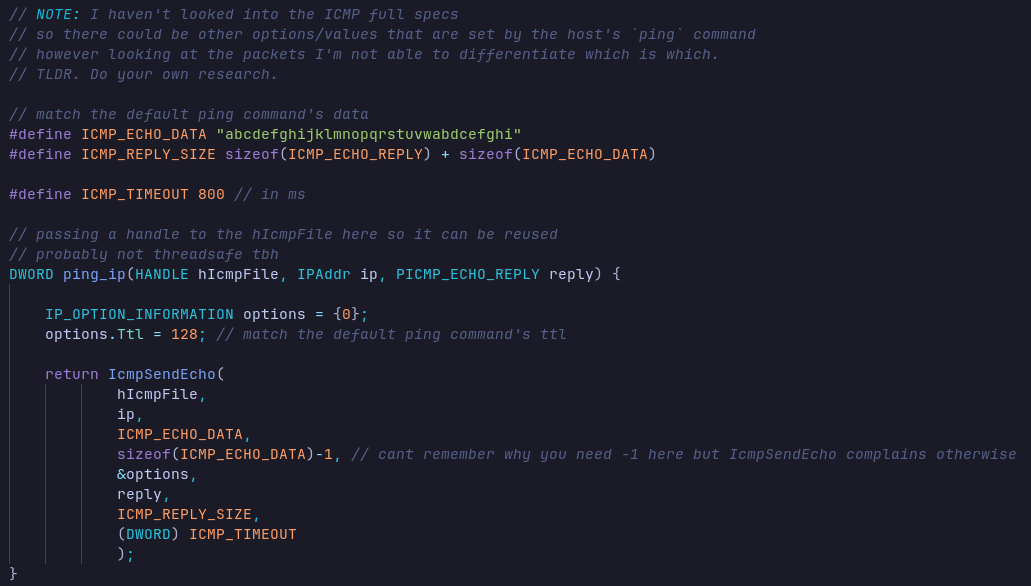 // NOTE: I haven't looked into the ICMP full specs
// so there could be other options/values that are set by the host's `ping` command
// however looking at the packets I'm not able to differentiate which is which.
// TLDR. Do your own research.

// match the default ping command's data
#define ICMP_ECHO_DATA "abcdefghijklmnopqrstuvwabdcefghi"
#define ICMP_REPLY_SIZE sizeof(ICMP_ECHO_REPLY) + sizeof(ICMP_ECHO_DATA)

#define ICMP_TIMEOUT 800 // in ms

// passing a handle to the hIcmpFile here so it can be reused
// probably not threadsafe tbh
DWORD ping_ip(HANDLE hIcmpFile, IPAddr ip, PICMP_ECHO_REPLY reply) {

    IP_OPTION_INFORMATION options = {0};
    options.Ttl = 128; // match the default ping command's ttl

    return IcmpSendEcho(
            hIcmpFile,
            ip,
            ICMP_ECHO_DATA,
            sizeof(ICMP_ECHO_DATA)-1, // cant remember why you need -1 here but IcmpSendEcho complains otherwise
            &options,
            reply,
            ICMP_REPLY_SIZE,
            (DWORD) ICMP_TIMEOUT
            );
}